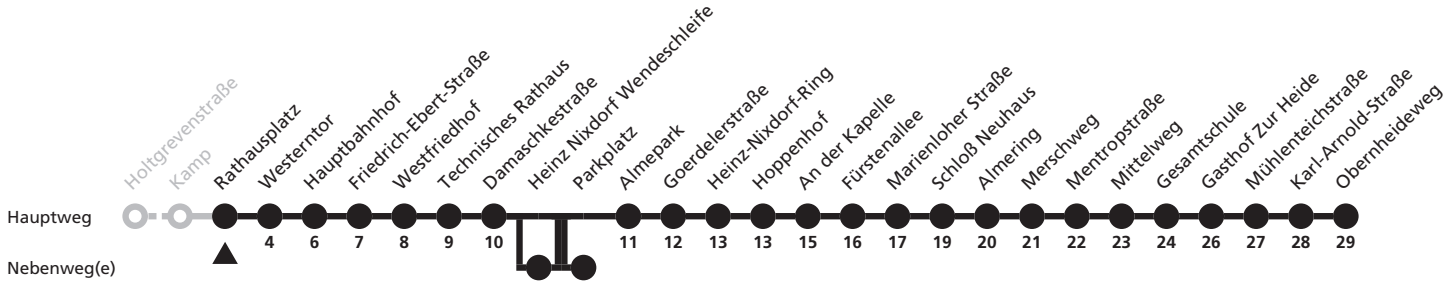 Holtgrevenstraße
Kamp
Rathausplatz
Westerntor
Hauptbahnhof
Friedrich-Ebert-Straße
Westfriedhof
Technisches Rathaus
Damaschkestraße
Heinz Nixdorf Wendeschleife
Parkplatz
Almepark
Goerdelerstraße
Heinz-Nixdorf-Ring
Hoppenhof
An der Kapelle
Fürstenallee
Marienloher Straße
Schloß Neuhaus
Almering
Merschweg
Mentropstraße
Mittelweg
Gesamtschule
Gasthof Zur Heide
Mühlenteichstraße
Karl-Arnold-Straße
Obernheideweg
Hauptweg
4 6 7 8 9 10 11 12 13 13 15 16 17 19 20 21 22 23 24 26 27 28 29
Nebenweg(e)